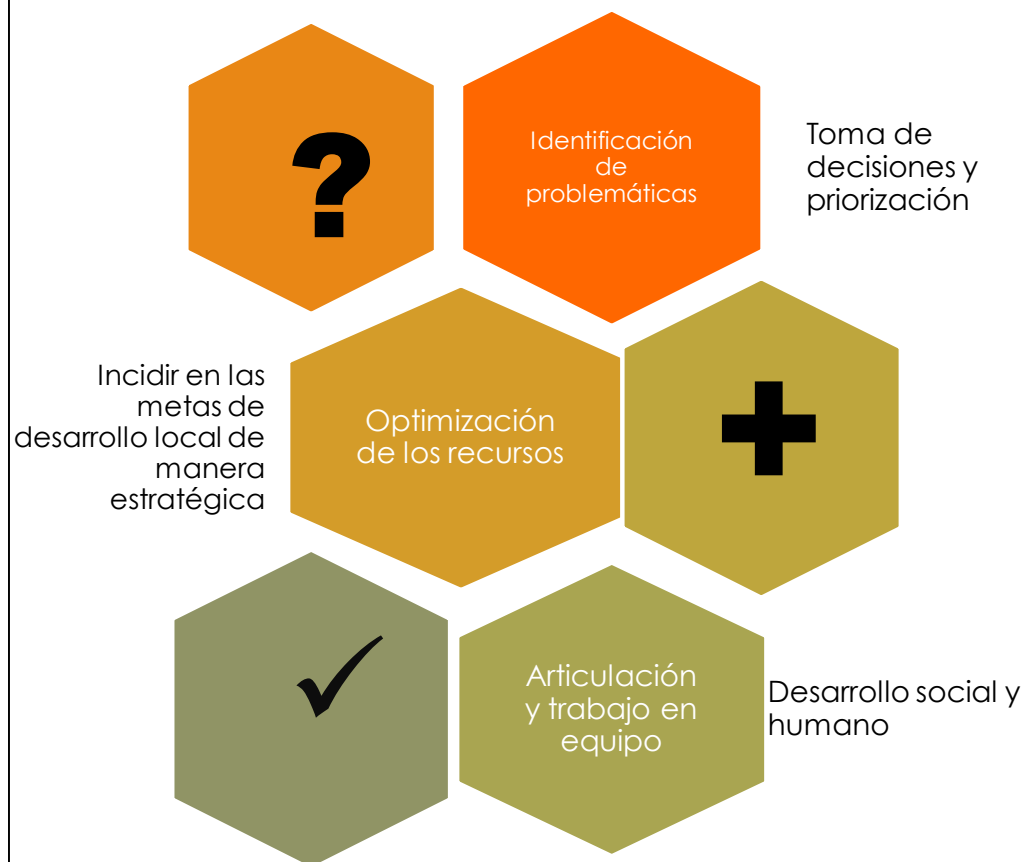 ?
Identificación
de
problemáticas
Toma de
decisiones y
priorización
Incidir en las
metas de
desarrollo local de
manera
estratégica
Optimización
de los recursos
Articulación
y trabajo en
equipo
Desarrollo social y
humano